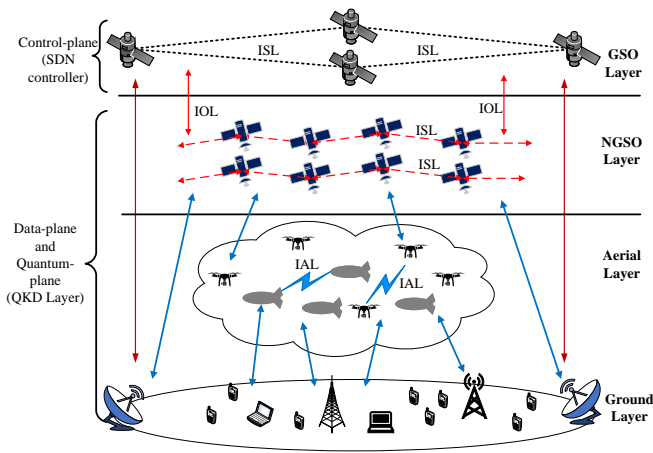 Control-plane
(SDN
controller)
ISL
ISL
GSO
Layer
IOL
IOL
ISL
ISL
NGSO
Layer
Data-plane
and
Quantum-
plane
(QKD Layer)
IAL
IAL
Aerial
Layer
Ground
Layer